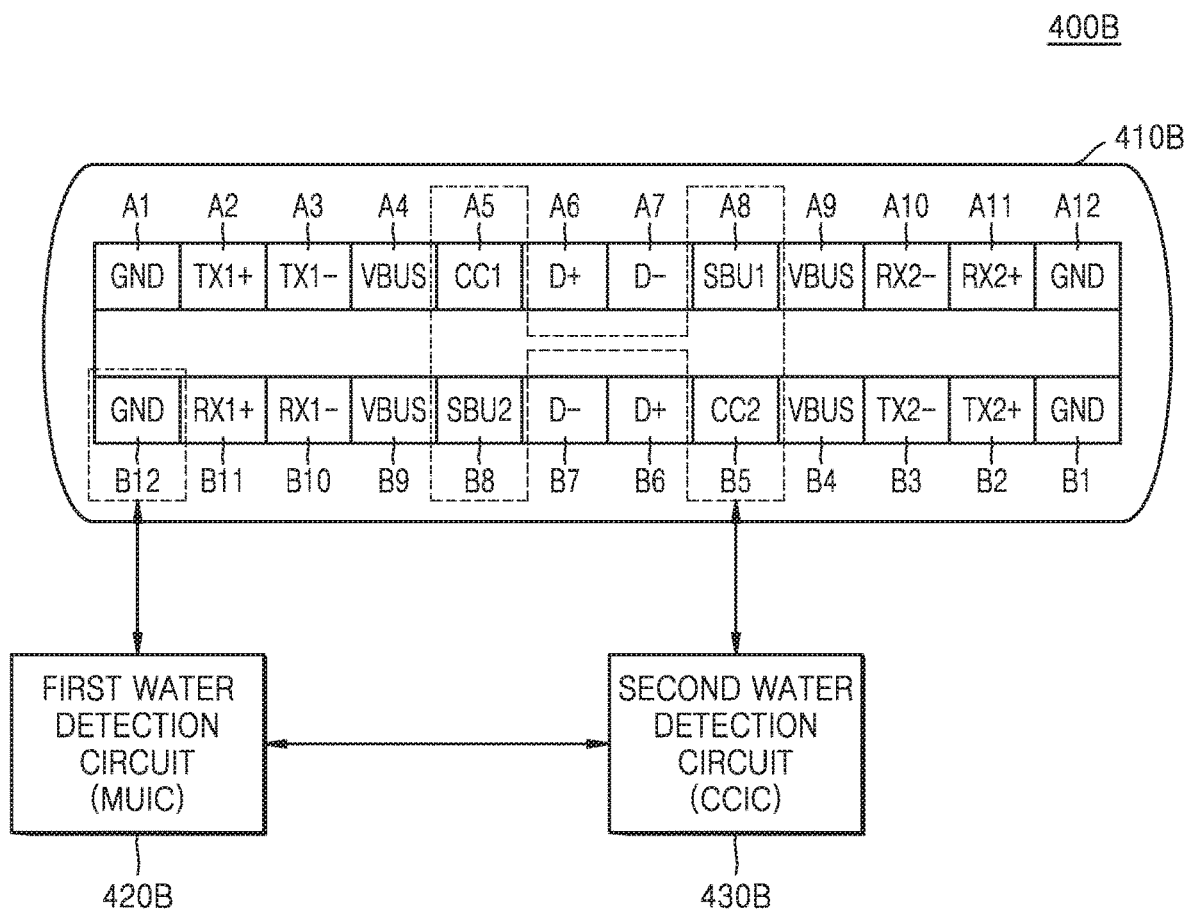 400B
410B
A1 A2 A3 A4 A5 A6 A7 A8 A9 A10 A11 A12
GND TX1+ TX1- VBUS CC1 D+ D- SBU1 VBUS RX2- RX2+ GND
GND RX1+ RX1- VBUS SBU2 D- D+ CC2 VBUS TX2- TX2+ GND
B12 B11 B10 B9 B8 B7 B6 B5 B4 B3 B2 B1
FIRST WATER
DETECTION
CIRCUIT
(MUIC)
SECOND WATER
DETECTION
CIRCUIT
(CCIC)
420B
430B